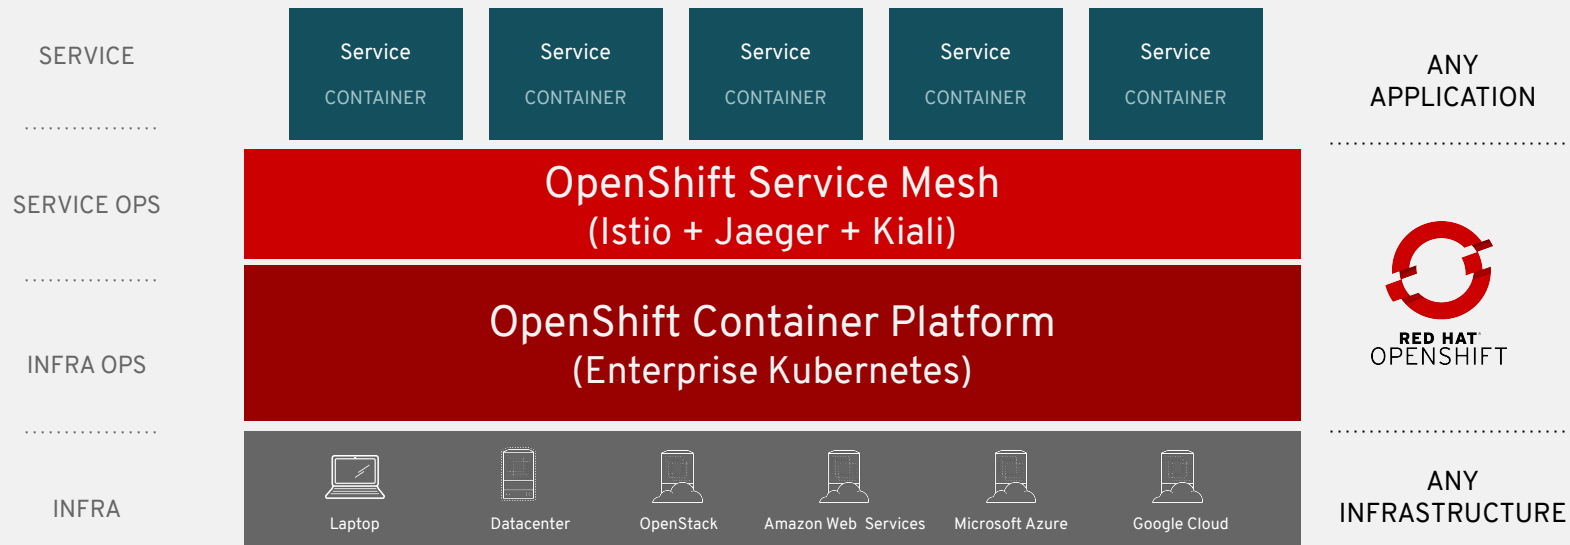 SERVICE
Service
CONTAINER
Service
CONTAINER
Service
CONTAINER
Service
CONTAINER
Service
CONTAINER
ANY
APPLICATION
SERVICE OPS
OpenShift Service Mesh
(Istio + Jaeger + Kiali)
INFRA OPS
OpenShift Container Platform
(Enterprise Kubernetes)
RED HAT
OPENSHIFT
INFRA
Laptop
Datacenter
OpenStack
Amazon Web Services
Microsoft Azure
Google Cloud
ANY
INFRASTRUCTURE